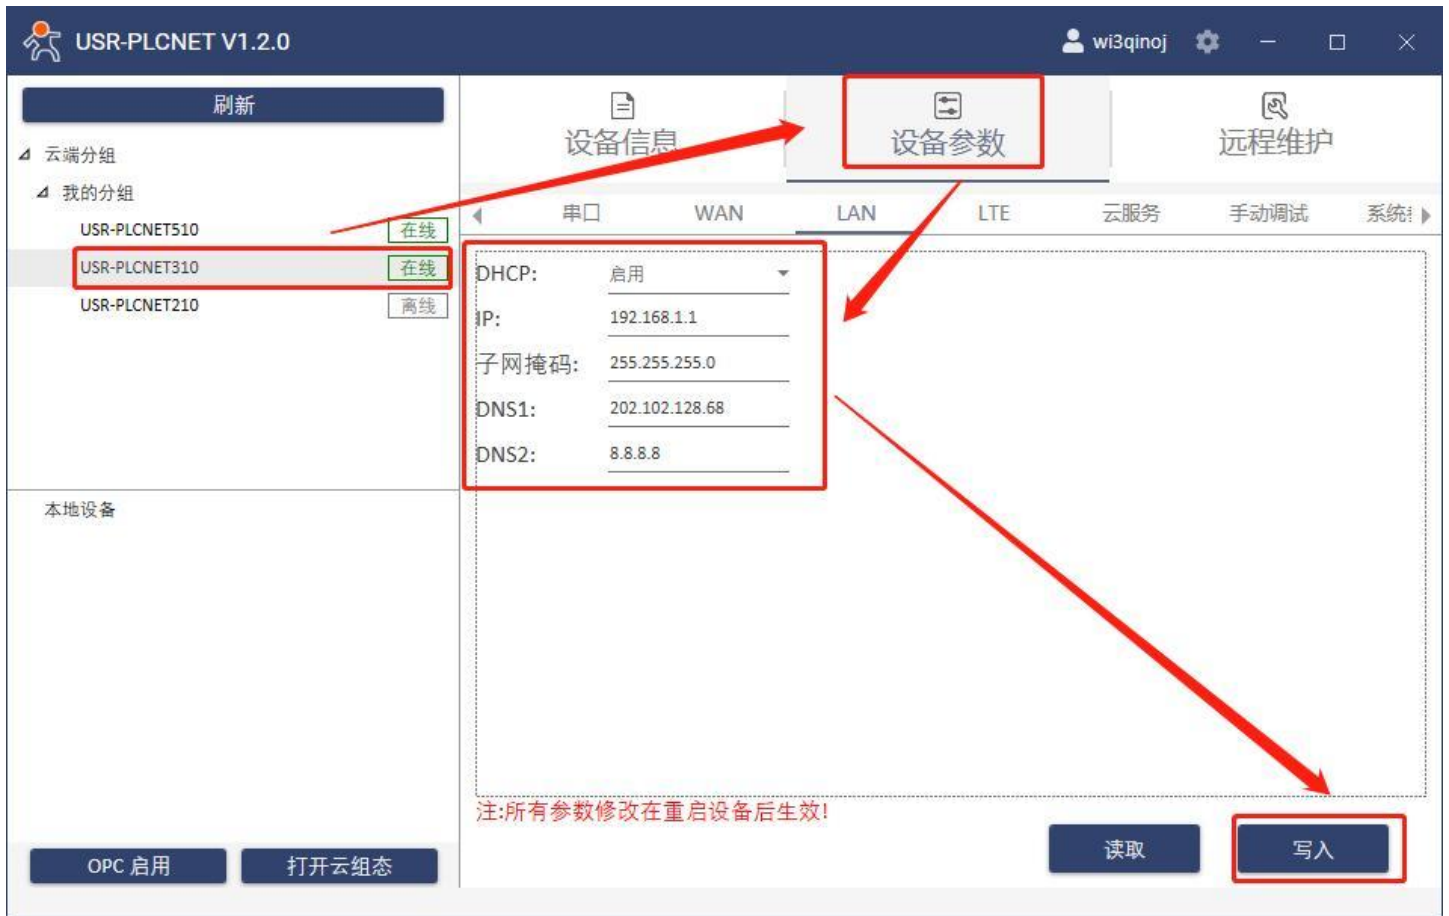 USR-PLCNET V1.2.0
wi3qinoj
刷新
云端分组
我的分组
USR-PLCNET510 在线
USR-PLCNET310 在线
USR-PLCNET210 离线
本地设备
OPC 启用
打开云组态
设备信息
设备参数
远程维护
串口 WAN LAN LTE 云服务 手动调试 系统
DHCP: 启用
IP: 192.168.1.1
子网掩码: 255.255.255.0
DNS1: 202.102.128.68
DNS2: 8.8.8.8
注:所有参数修改在重启设备后生效!
读取
写入